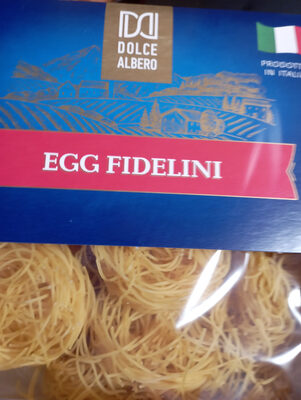 DOLCE
ALBERO
PRODOTTO
IN ITALIA
EGG FIDELINI